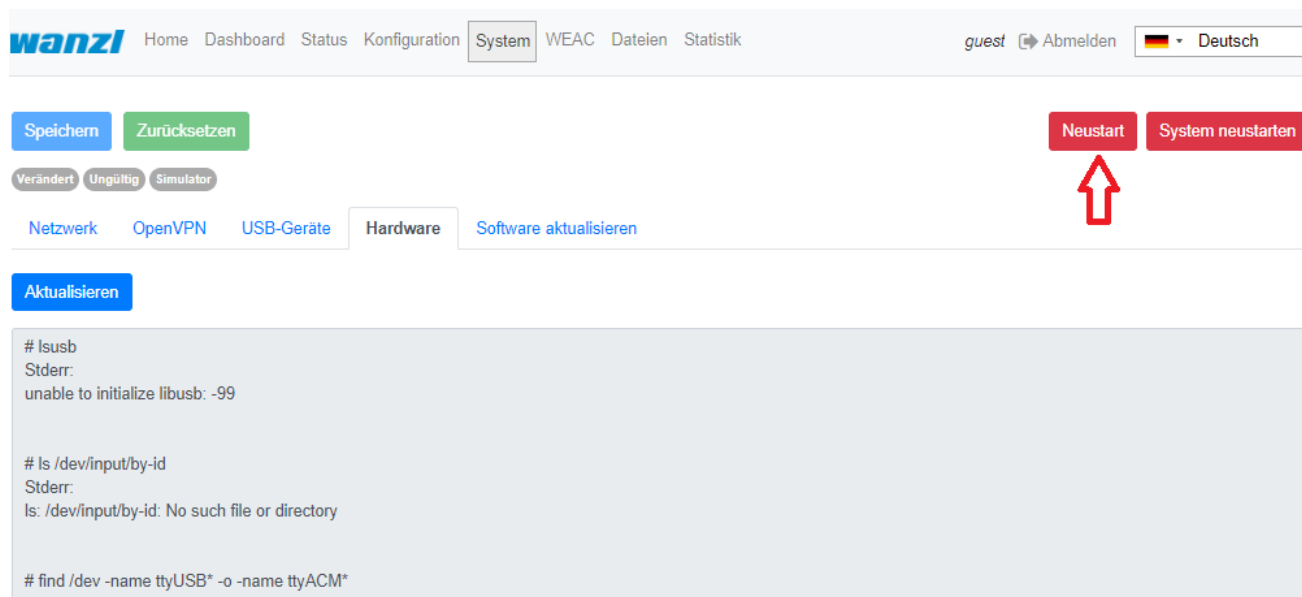 wanzl Home Dashboard Status Konfiguration System WEAC Dateien Statistik guest Abmelden Deutsch
Speichern Zurücksetzen Neustart System neustarten
Verändert Ungültig Simulator
Netzwerk OpenVPN USB-Geräte Hardware Software aktualisieren
Aktualisieren
# lsusb
Stderr:
unable to initialize libusb: -99
# ls /dev/input/by-id
Stderr:
ls: /dev/input/by-id: No such file or directory
# find /dev -name ttyUSB* -o -name ttyACM*